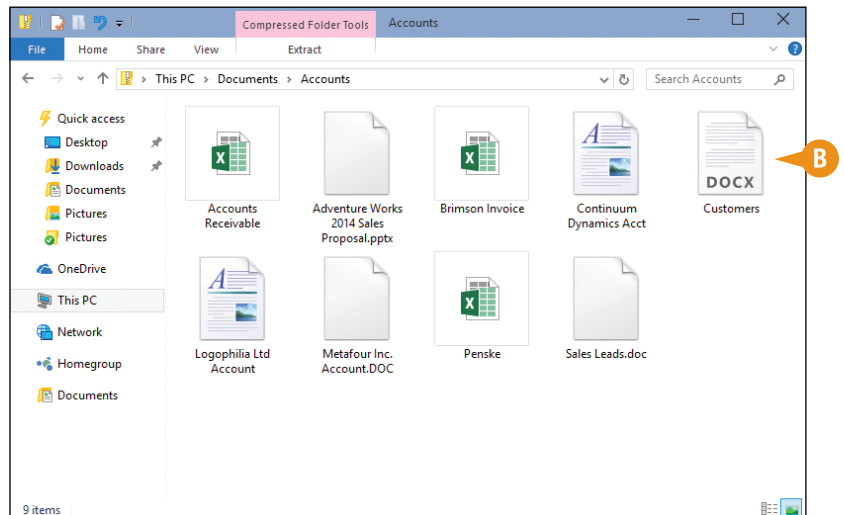 Compressed Folder Tools Accounts
File Home Share View Extract
This PC > Documents > Accounts
Search Accounts
Quick access
Desktop
Downloads
Documents
Pictures
Pictures
OneDrive
This PC
Network
Homegroup
Documents
X
Accounts
Receivable
Adventure Works
2014 Sales
Proposal.pptx
X
Brimson Invoice
A
Continuum
Dynamics Acct
DOCX
Customers
B
A
Logophilia Ltd
Account
Metafour Inc.
Account.DOC
X
Penske
Sales Leads.doc
9 items